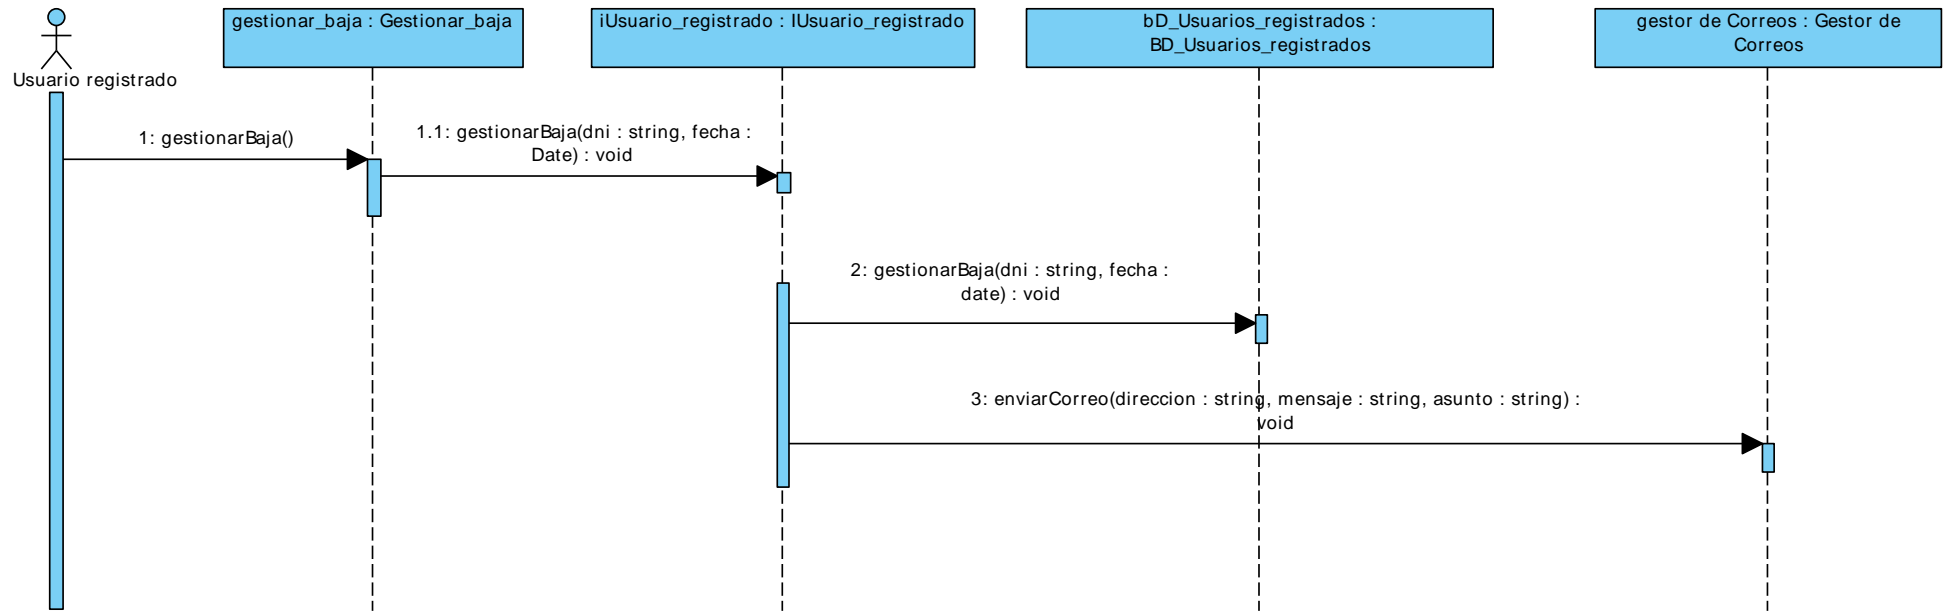 gestionar_baja : Gestionar_baja
iUsuario_registrado : IUsuario_registrado
bD_Usuarios_registrados :
BD_Usuarios_registrados
gestor de Correos : Gestor de
Correos
Usuario registrado
1: gestionarBaja()
1.1: gestionarBaja(dni : string, fecha :
Date) : void
2: gestionarBaja(dni : string, fecha :
date) : void
3: enviarCorreo(direccion : string, mensaje : string, asunto : string) :
void